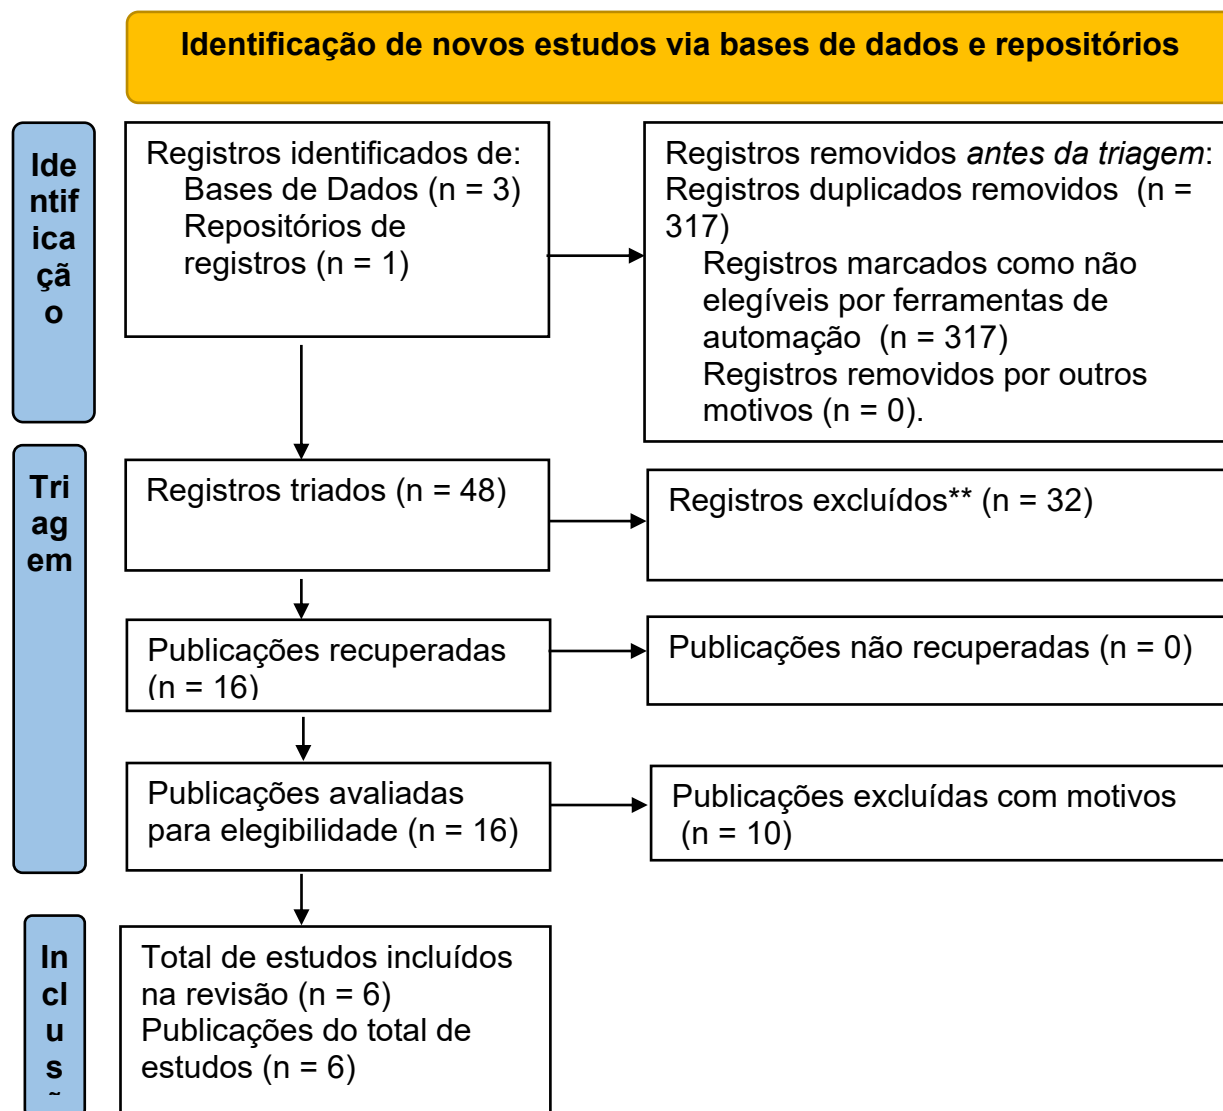 Identificação de novos estudos via bases de dados e repositórios
Ide
ntif
ica
çã
o
Registros identificados de:
Bases de Dados (n = 3)
Repositórios de
registros (n = 1)
Registros removidos antes da triagem:
Registros duplicados removidos  (n =
317)
Registros marcados como não
elegíveis por ferramentas de
automação  (n = 317)
Registros removidos por outros
motivos (n = 0).
Tri
ag
em
Registros triados (n = 48)
Registros excluídos** (n = 32)
Publicações recuperadas
(n = 16)
Publicações não recuperadas (n = 0)
Publicações avaliadas
para elegibilidade (n = 16)
Publicações excluídas com motivos
(n = 10)
In
cl
u
s
Total de estudos incluídos
na revisão (n = 6)
Publicações do total de
estudos (n = 6)